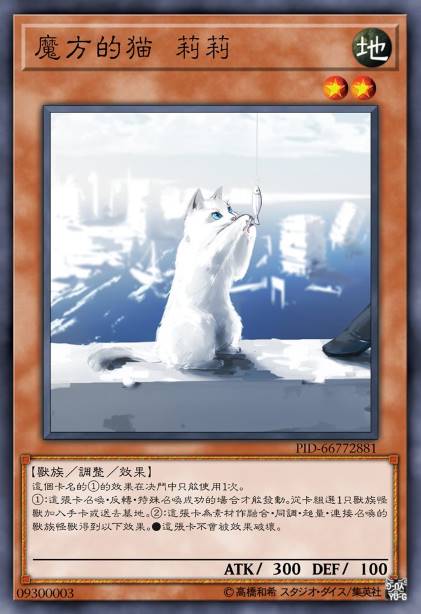 魔方的猫 莉莉
地
PID-66772881
【獸族／調整／效果】
這個卡名的①的效果在決鬥中只能使用1次。
①：這張卡召喚·反轉·特殊召喚成功的場合才能發動。從卡組選1只獸族怪
獸加入手卡或送去墓地。②：這張卡為素材作融合·同調·超量·連接召喚的
獸族怪獸得到以下效果。●這張卡不會被效果破壞。
ATK/ 300 DEF/ 100
09300003
©高橋和希 スタジオ·ダイス/集英社